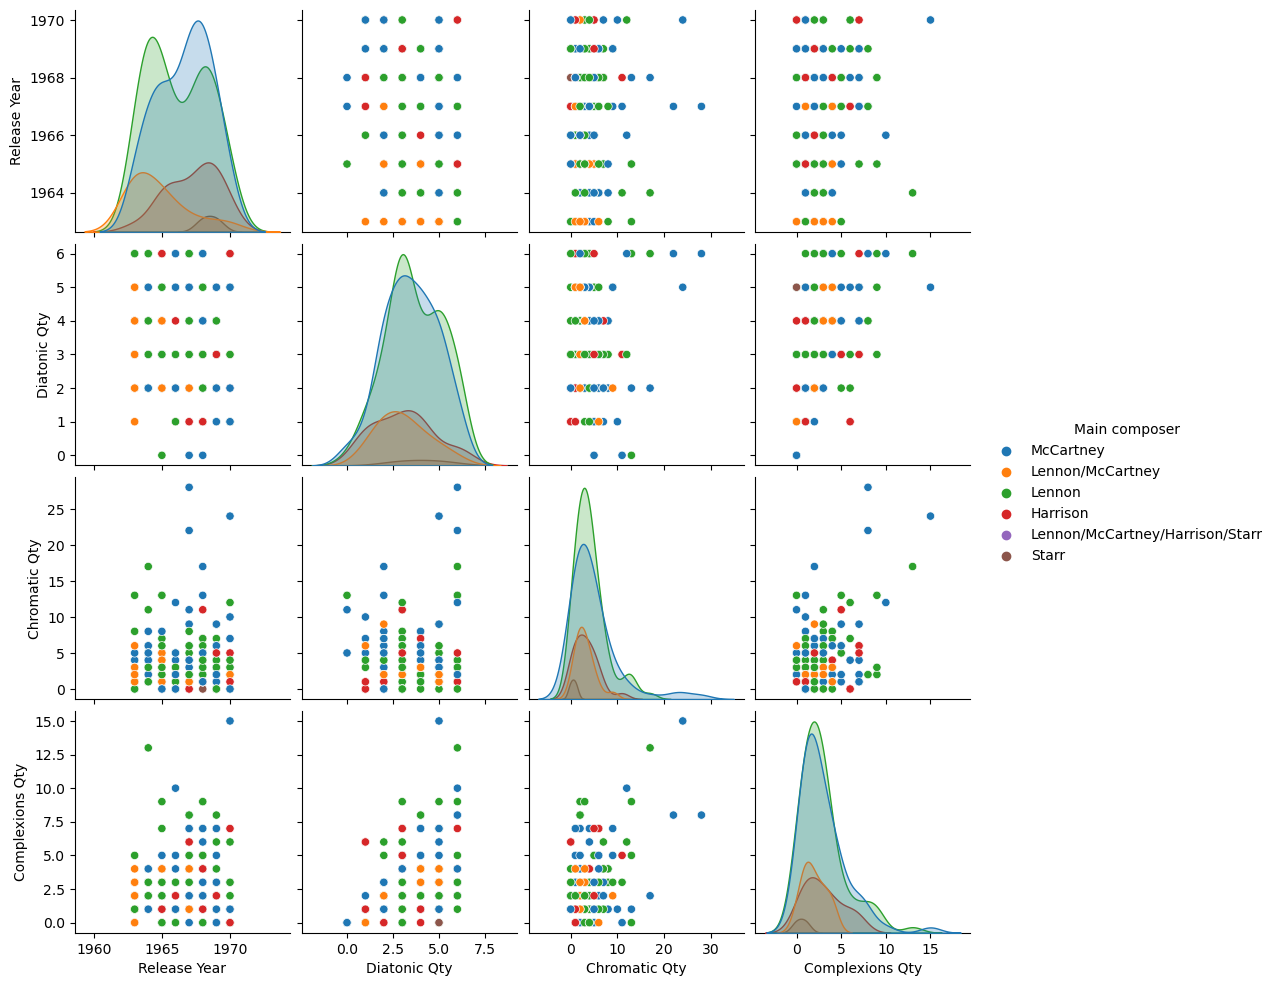 1970
1968
1966
1964
Release Year
6
5
4
3
2
1
0
Diatonic Qty
25
20
15
10
5
0
Chromatic Qty
15.0
12.5
10.0
7.5
5.0
2.5
0.0
Complexions Qty
1960 1965 1970
Release Year
0.0 2.5 5.0 7.5
Diatonic Qty
0 10 20 30
Chromatic Qty
0 5 10 15
Complexions Qty
Main composer
McCartney
Lennon/McCartney
Lennon
Harrison
Lennon/McCartney/Harrison/Starr
Starr